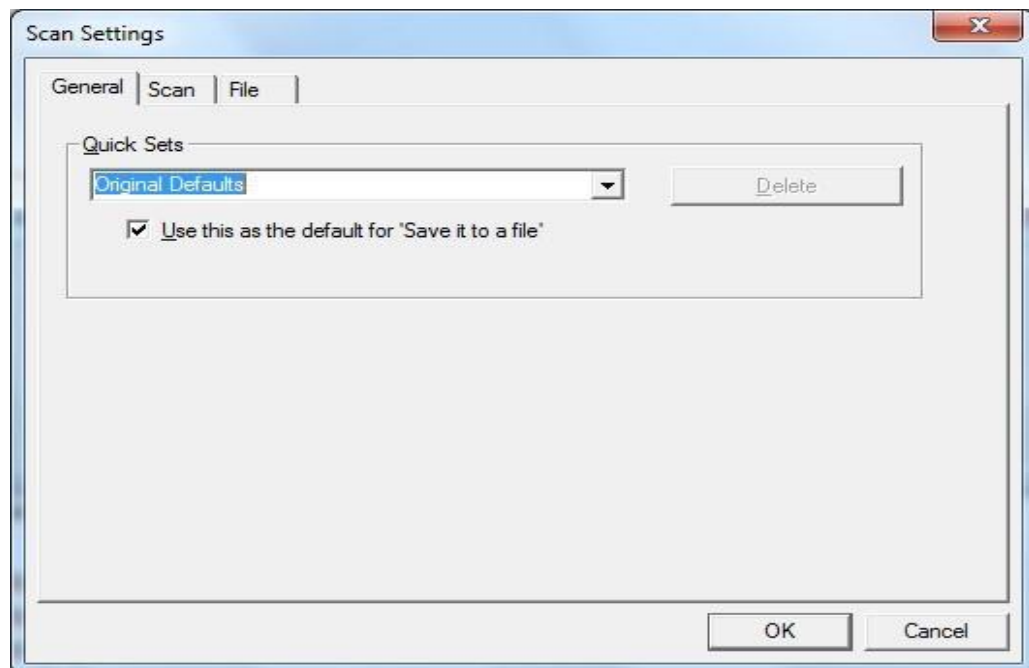 Scan Settings
General Scan File
Quick Sets
Original Defaults Delete
Use this as the default for 'Save it to a file'
OK Cancel